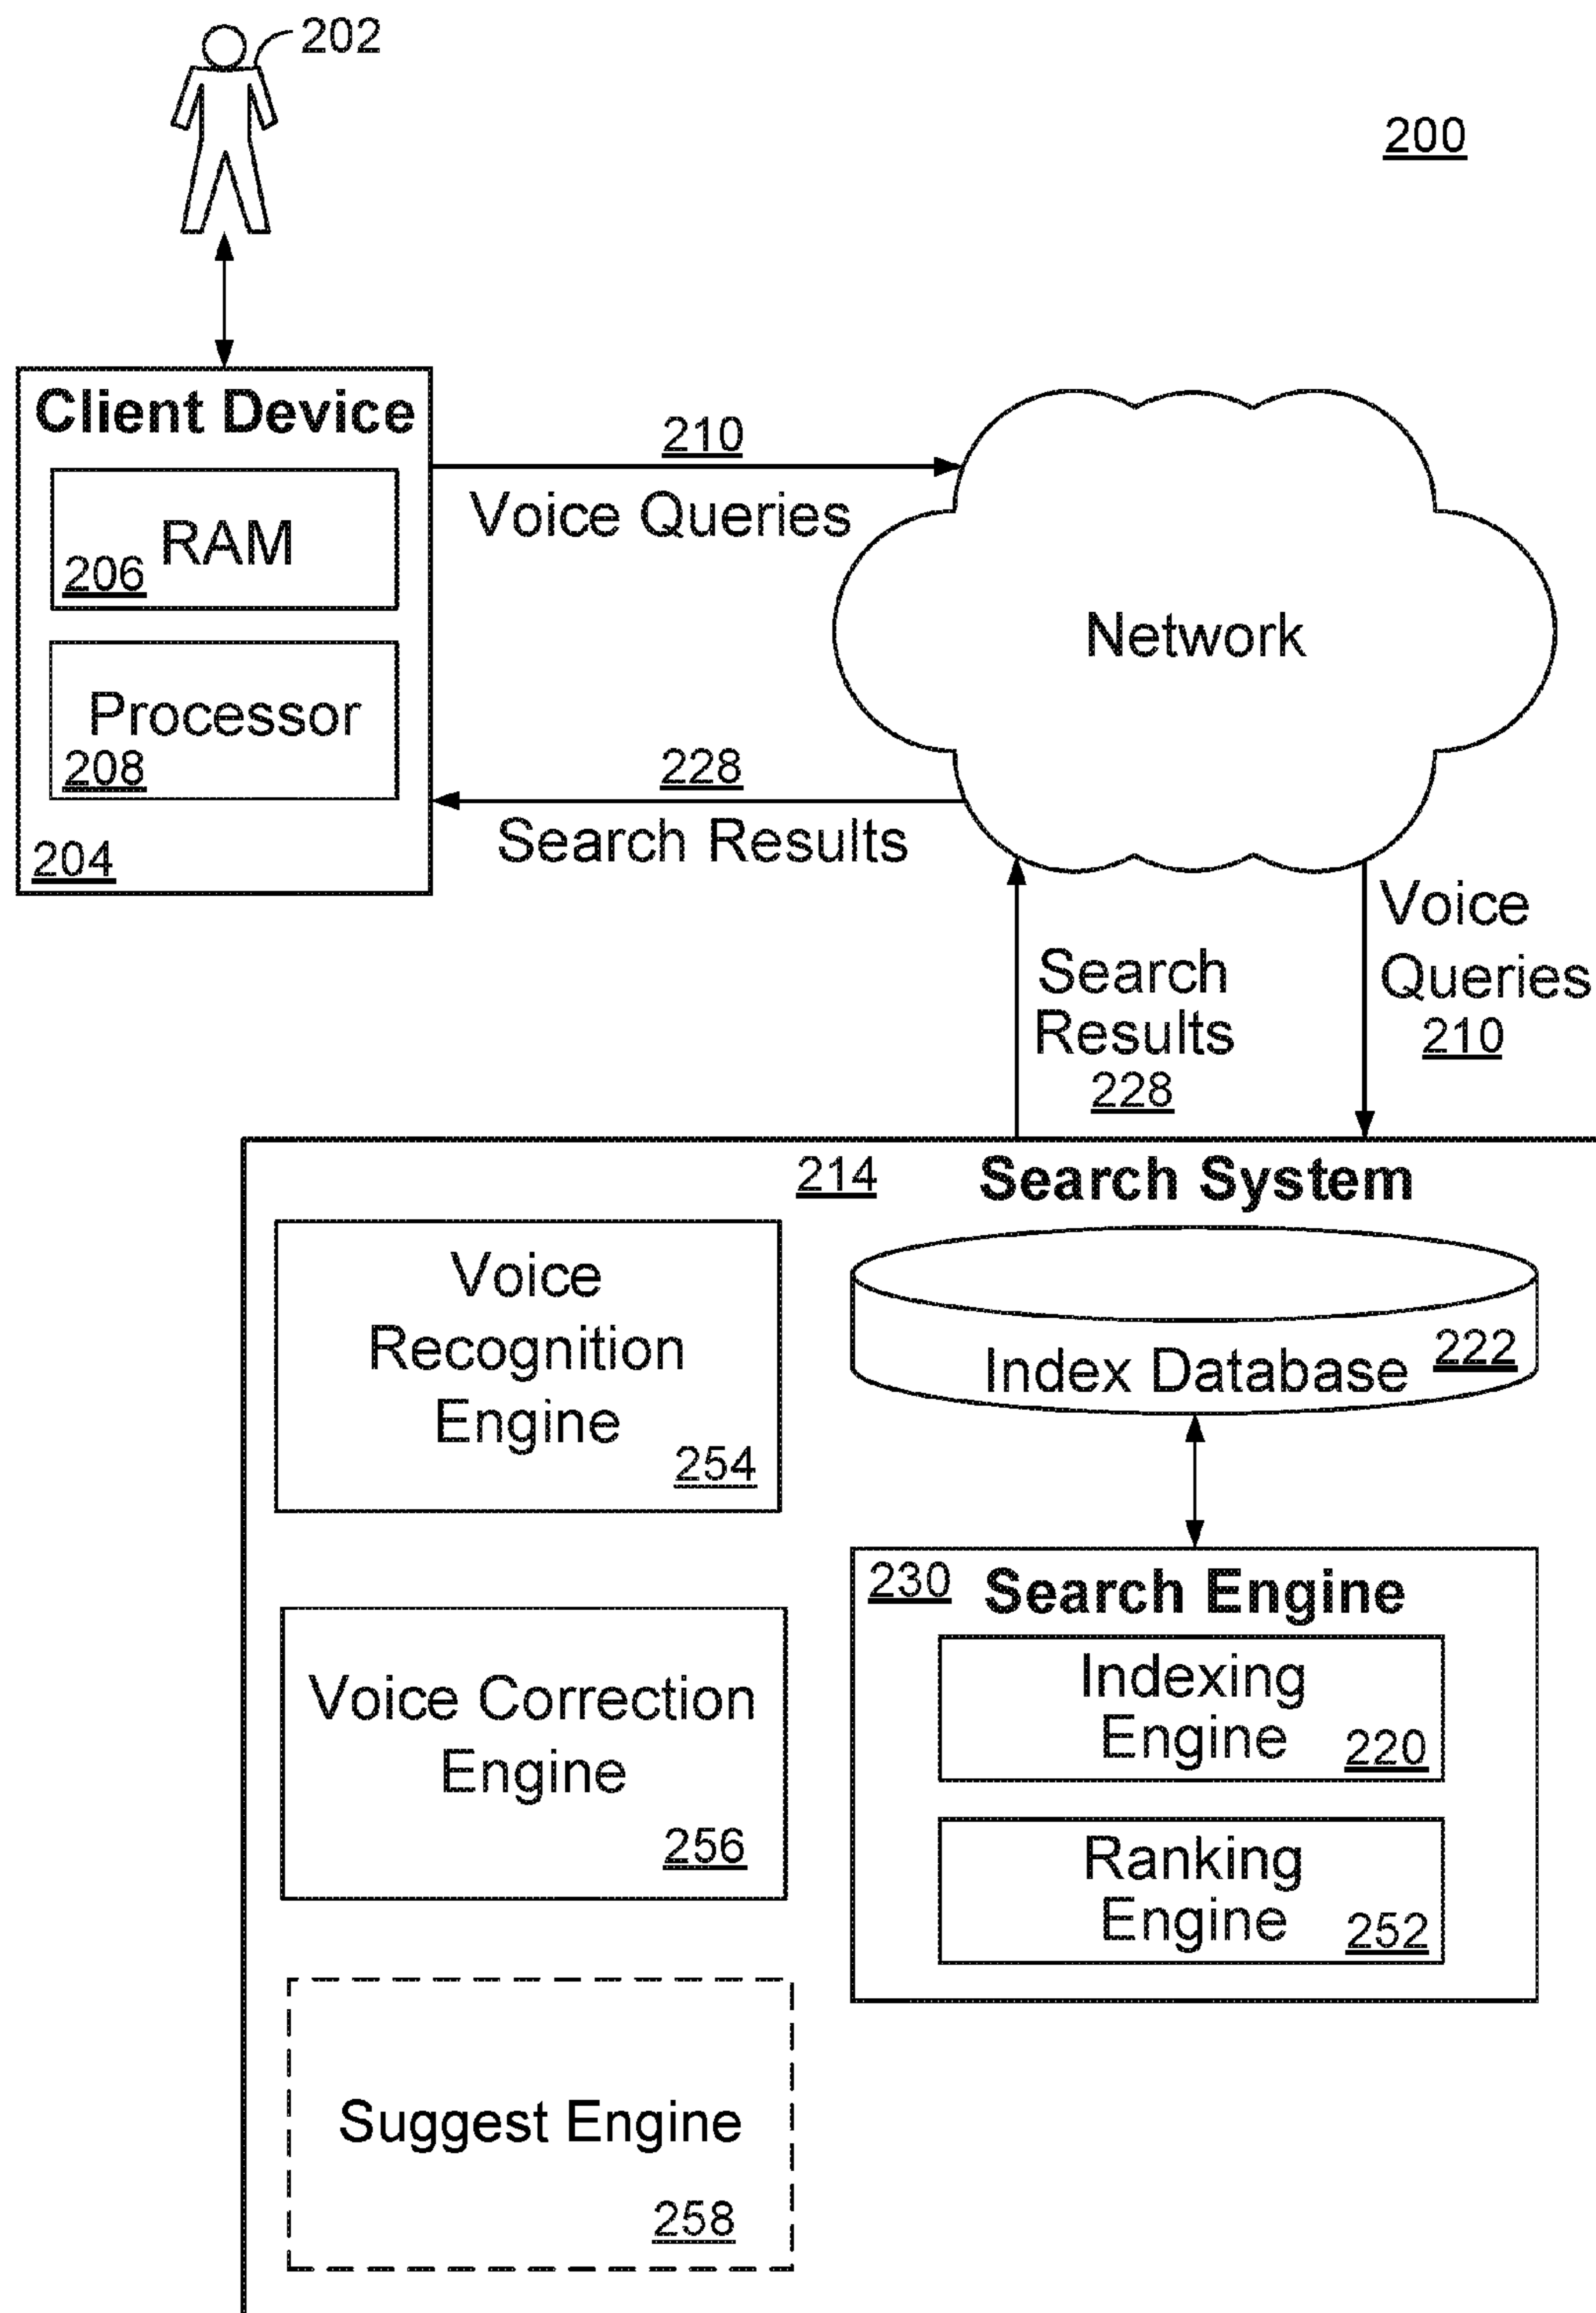 202
200
Client Device
RAM
206
Processor
208
204
210
Voice Queries
Network
228
Search Results
Voice
Queries
210
Search
Results
228
214
Search System
Voice
Recognition
Engine
254
Index Database
222
230
Search Engine
Indexing
Engine
220
Ranking
Engine
252
Voice Correction
Engine
256
Suggest Engine
258